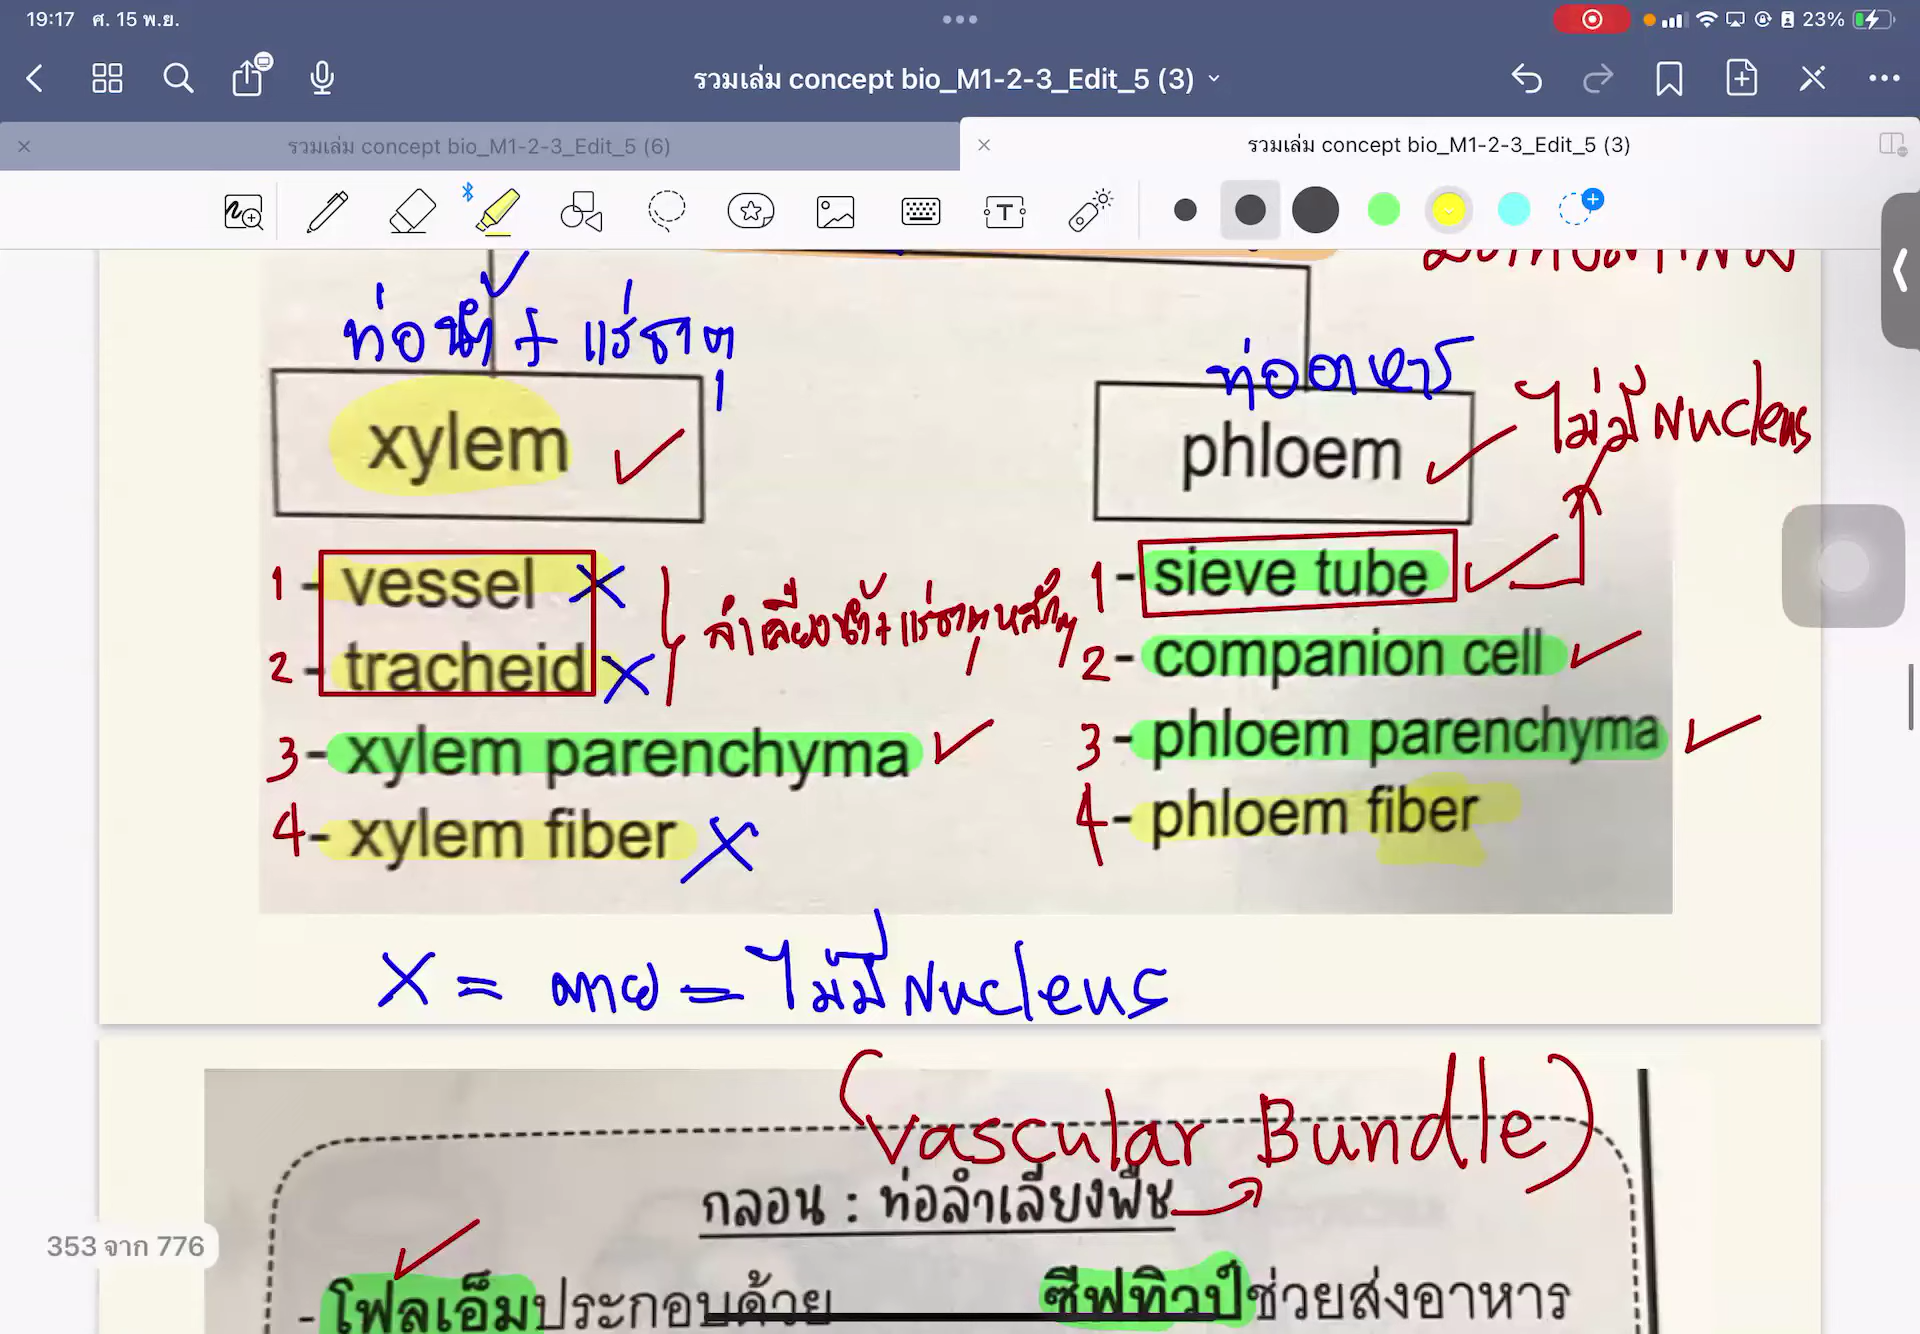 19:17 ศ. 15 พ.ย.
23%
รวมเล่ม concept bio_M1-2-3_Edit_5 (3)
รวมเล่ม concept bio_M1-2-3_Edit_5 (6)
รวมเล่ม concept bio_M1-2-3_Edit_5 (3)
ท่อน้ำ + แร่ธาตุ
ท่ออาหาร
xylem
phloem
ไม่มี Nucleus
1 - vessel X
2 - tracheid X
ลำเลียงน้ำ + แร่ธาตุหลักๆ
3 - xylem parenchyma
4 - xylem fiber X
1 - sieve tube
2 - companion cell
3 - phloem parenchyma
4 - phloem fiber
X = ตาย = ไม่มี Nucleus
(Vascular Bundle)
กลอน : ท่อลำเลียงพืช
353 จาก 776
- โฟลเอ็มประกอบด้วย
ซีฟทิวป์ช่วยส่งอาหาร